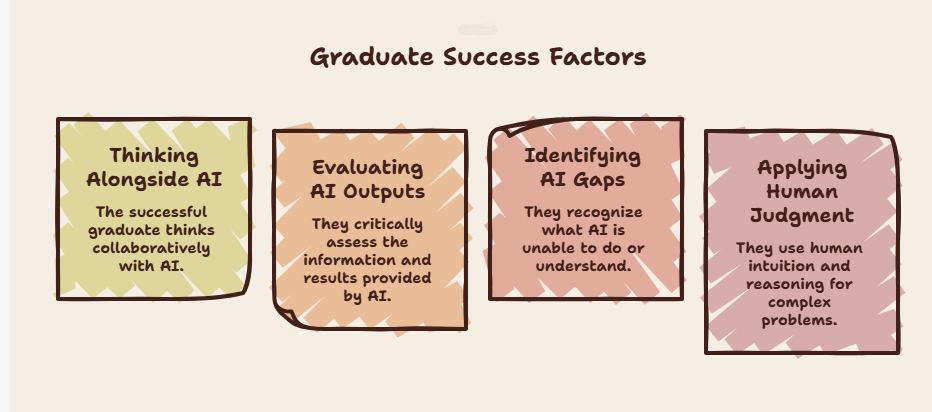 Graduate Success Factors
Thinking
Alongside AI
The successful
graduate thinks
collaboratively
with AI.
Evaluating
AI Outputs
They critically
assess the
information and
results provided
by AI.
Identifying
AI Gaps
They recognize
what AI is
unable to do or
understand.
Applying
Human
Judgment
They use human
intuition and
reasoning for
complex
problems.